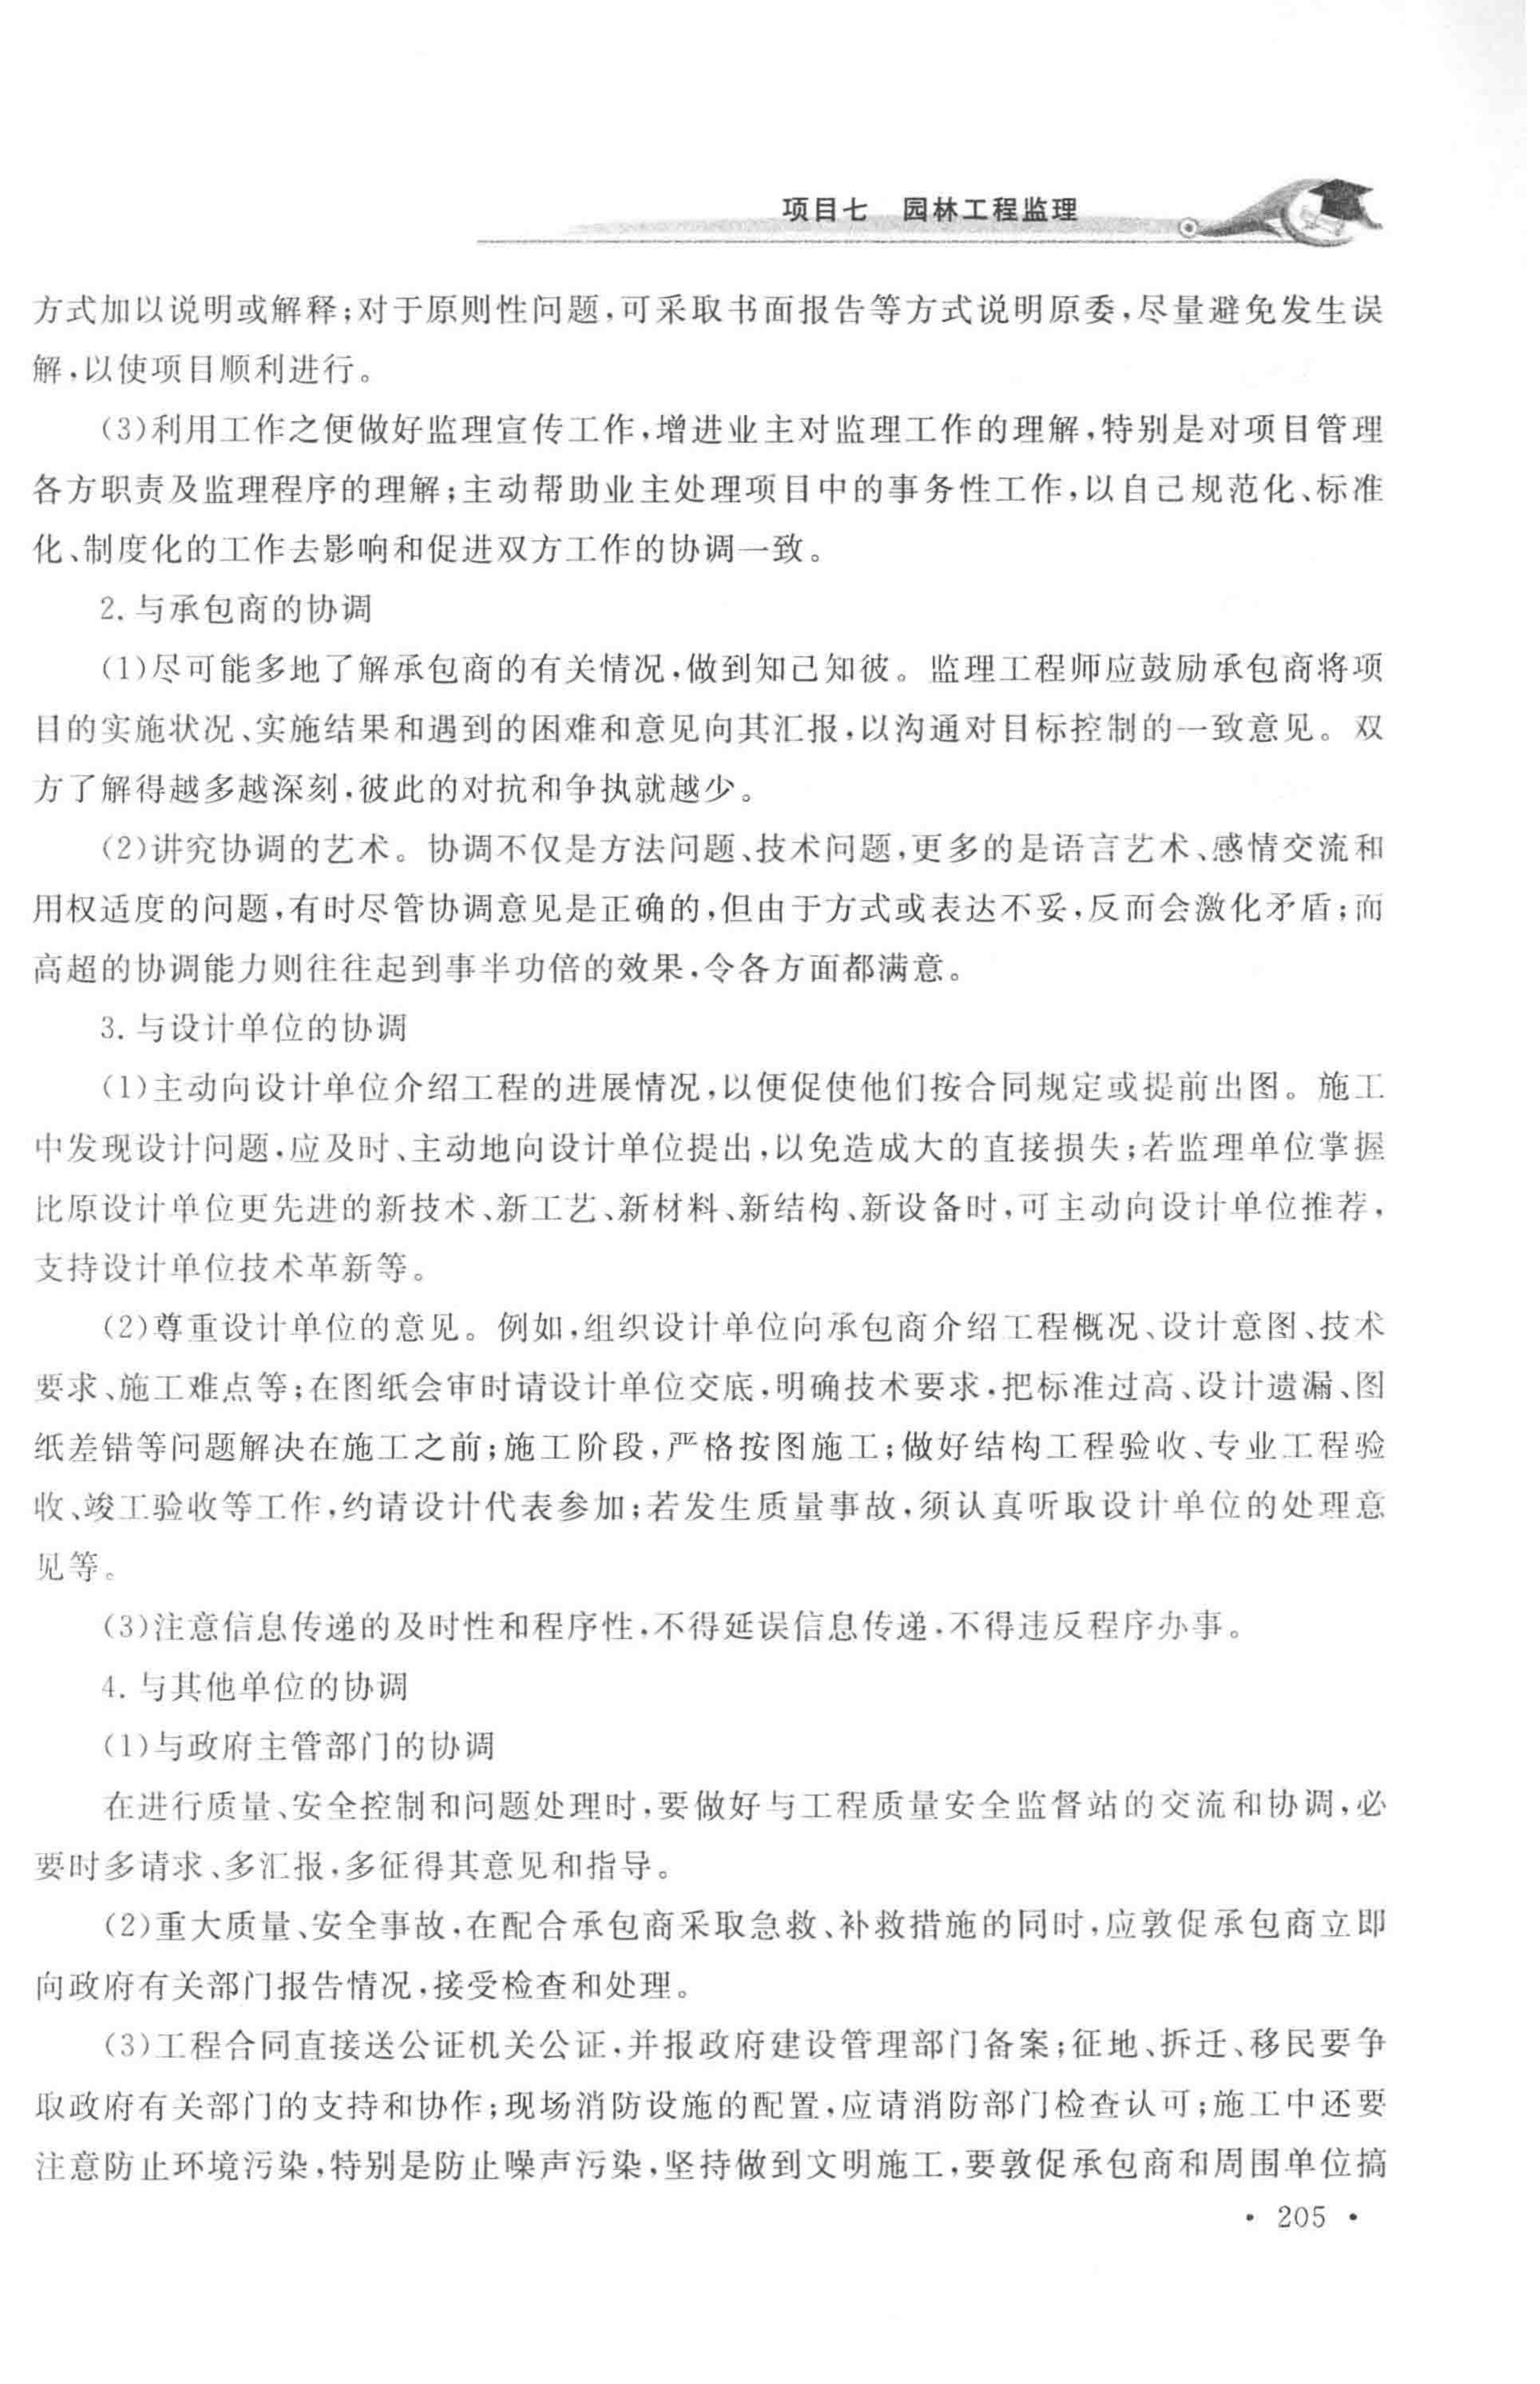 项目七　园林工程监理
方式加以说明或解释;对于原则性问题,可采取书面报告等方式说明原委,尽量避免发生误
解,以使项目顺利进行。
(3)利用工作之便做好监理宣传工作,增进业主对监理工作的理解,特别是对项目管理
各方职责及监理程序的理解;主动帮助业主处理项目中的事务性工作,以自己规范化、标准
化、制度化的工作去影响和促进双方工作的协调一致。
2. 与承包商的协调
(1)尽可能多地了解承包商的有关情况,做到知己知彼。监理工程师应鼓励承包商将项
目的实施状况、实施结果和遇到的困难和意见向其汇报,以沟通对目标控制的一致意见。双
方了解得越多越深刻,彼此的对抗和争执就越少。
(2)讲究协调的艺术。协调不仅是方法问题、技术问题,更多的是语言艺术、感情交流和
用权适度的问题,有时尽管协调意见是正确的,但由于方式或表达不妥,反而会激化矛盾;而
高超的协调能力则往往起到事半功倍的效果,令各方面都满意。
3. 与设计单位的协调
(1)主动向设计单位介绍工程的进展情况,以便促使他们按合同规定或提前出图。施工
中发现设计问题,应及时、主动地向设计单位提出,以免造成大的直接损失;若监理单位掌握
比原设计单位更先进的新技术、新工艺、新材料、新结构、新设备时,可主动向设计单位推荐,
支持设计单位技术革新等。
(2)尊重设计单位的意见。例如,组织设计单位向承包商介绍工程概况、设计意图、技术
要求、施工难点等;在图纸会审时请设计单位交底,明确技术要求,把标准过高、设计遗漏、图
纸差错等问题解决在施工之前;施工阶段,严格按图施工;做好结构工程验收、专业工程验
收、竣工验收等工作,约请设计代表参加;若发生质量事故,须认真听取设计单位的处理意
见等。
(3)注意信息传递的及时性和程序性,不得延误信息传递,不得违反程序办事。
4. 与其他单位的协调
(1)与政府主管部门的协调
在进行质量、安全控制和问题处理时,要做好与工程质量安全监督站的交流和协调,必
要时多请求、多汇报,多征得其意见和指导。
(2)重大质量、安全事故,在配合承包商采取急救、补救措施的同时,应敦促承包商立即
向政府有关部门报告情况,接受检查和处理。
(3)工程合同直接送公证机关公证,并报政府建设管理部门备案;征地、拆迁、移民要争
取政府有关部门的支持和协作;现场消防设施的配置,应请消防部门检查认可;施工中还要
注意防止环境污染,特别是防止噪声污染,坚持做到文明施工,要敦促承包商和周围单位搞
• 205 •